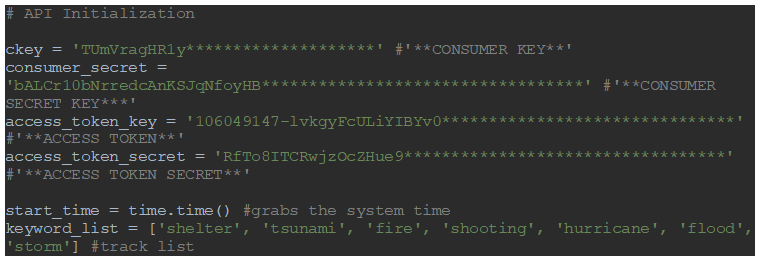 # API Initialization
ckey = 'TUmVragHR1y********************' #'**CONSUMER KEY**'
consumer_secret =
'bALCr10bNrredcAnKSJqNfoyHB**********************************' #'**CONSUMER
SECRET KEY***'
access_token_key = '106049147-lvkgyFcULiYIBYv0*******************************'
#'**ACCESS TOKEN**'
access_token_secret = 'RfTo8ITCRwjzOcZHue9**********************************'
#'**ACCESS TOKEN SECRET**'
start_time = time.time() #grabs the system time
keyword_list = ['shelter', 'tsunami', 'fire', 'shooting', 'hurricane', 'flood',
'storm'] #track list